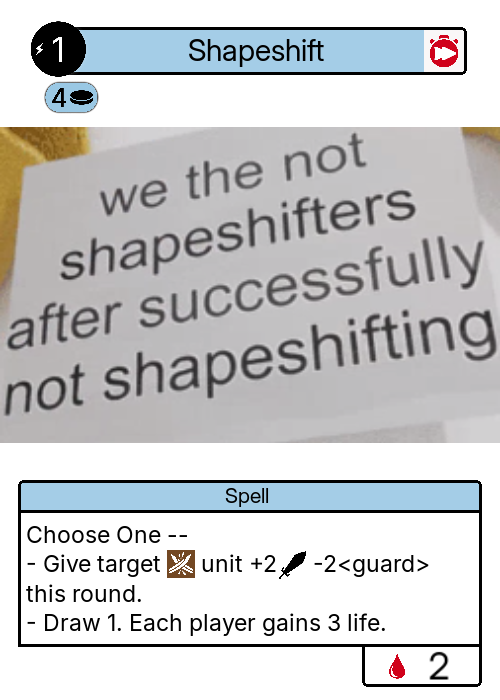 1
Shapeshift
4
we the not
shapeshifters
after successfully
not shapeshifting
Spell
Choose One --
- Give target unit +2 -2<guard>
this round.
- Draw 1. Each player gains 3 life.
2